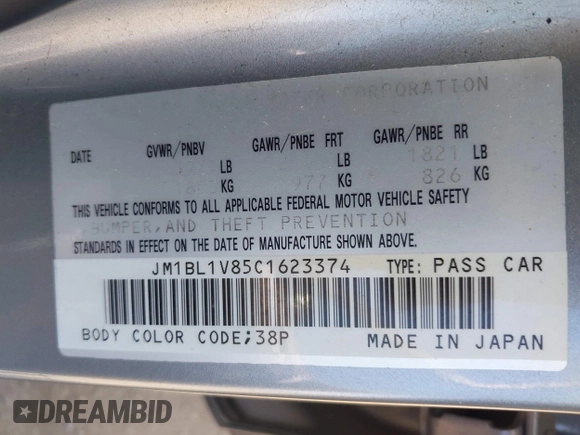 CORPORATION
DATE GVWR/PNBV GAWR/PNBE FRT GAWR/PNBE RR
LB LB 1821 LB
KG 977 KG 826 KG
THIS VEHICLE CONFORMS TO ALL APPLICABLE FEDERAL MOTOR VEHICLE SAFETY
,BUMPER,AND THEFT PREVENTION
STANDARDS IN EFFECT ON THE DATE OF MANUFACTURE SHOWN ABOVE.
JM1BL1V85C1623374 TYPE: PASS CAR
BODY COLOR CODE;38P MADE IN JAPAN
DREAMBID